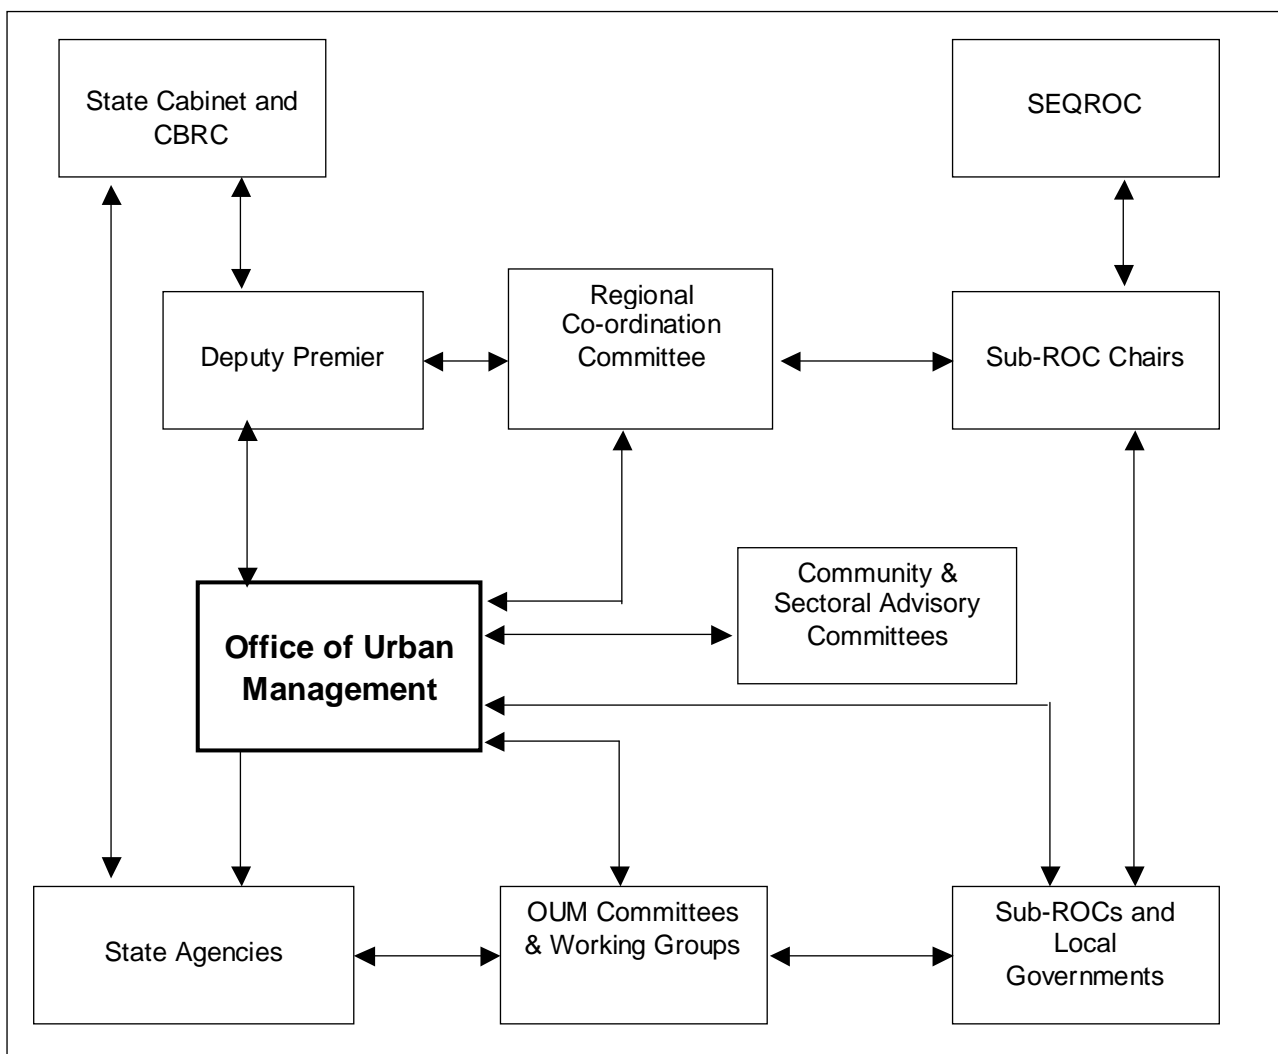 State Cabinet and
CBRC
SEQROC
Deputy Premier
Regional
Co-ordination
Committee
Sub-ROC Chairs
Office of Urban
Management
Community &
Sectoral Advisory
Committees
State Agencies
OUM Committees
& Working Groups
Sub-ROCs and
Local
Governments